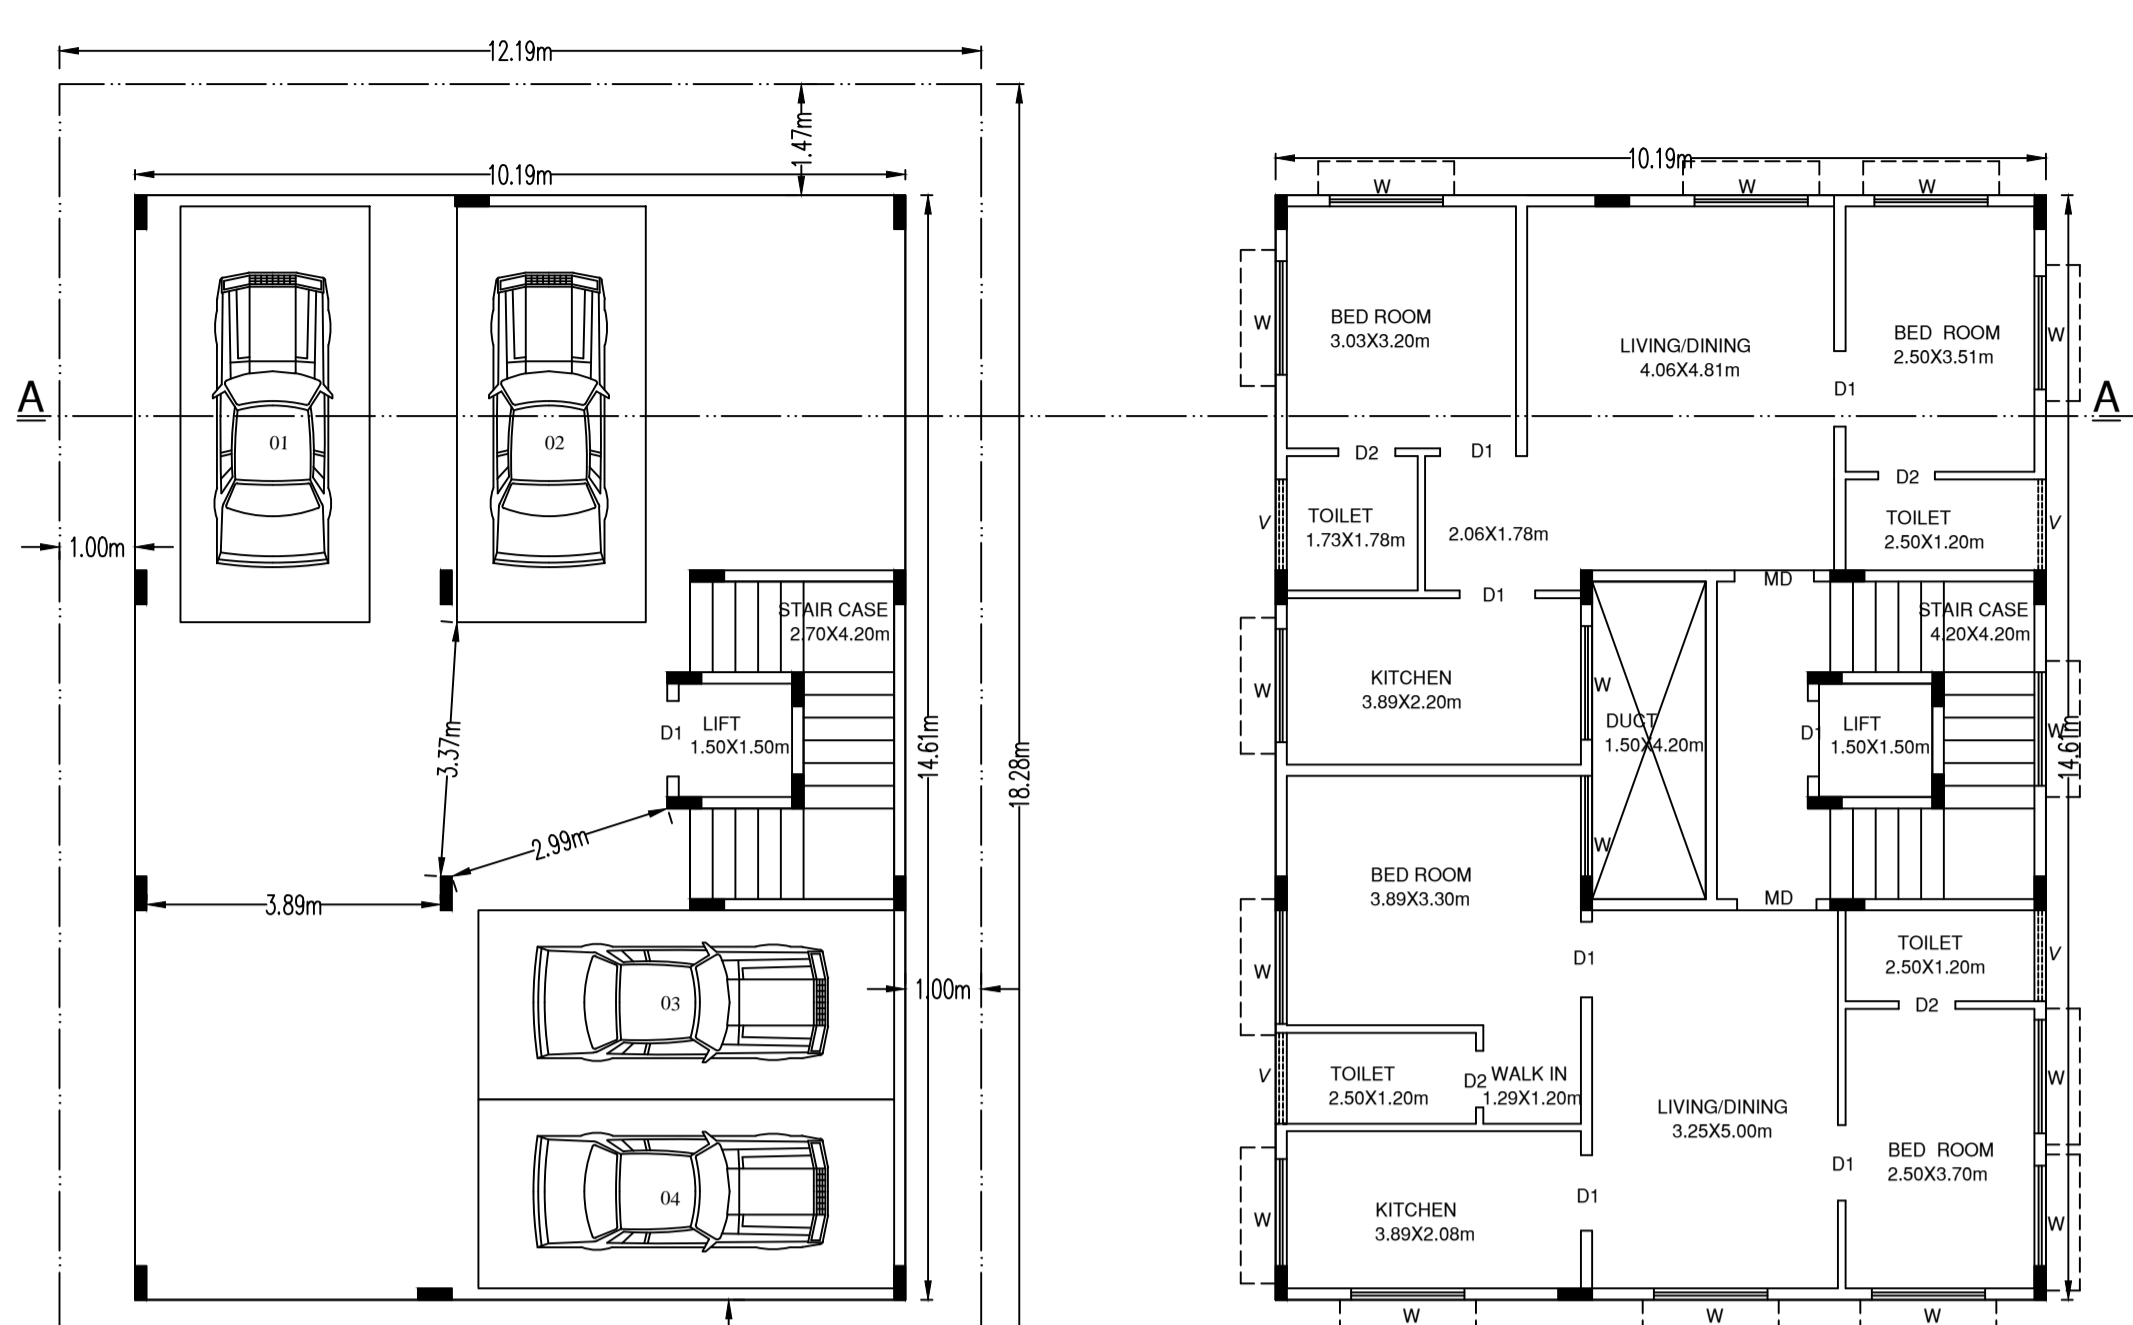 12.19m
1.47m
10.19m
A
01
02
1.00m
STAIR CASE
2.70X4.20m
D1
LIFT
1.50X1.50m
3.37m
14.61m
18.28m
2.99m
3.89m
03
1.00m
04
10.19m
W
W
W
W
BED ROOM
3.03X3.20m
LIVING/DINING
4.06X4.81m
BED ROOM
2.50X3.51m
W
D1
A
D2
D1
D2
V
TOILET
1.73X1.78m
2.06X1.78m
TOILET
2.50X1.20m
V
MD
D1
STAIR CASE
4.20X4.20m
W
KITCHEN
3.89X2.20m
W
DUCT
1.50X4.20m
D1
LIFT
1.50X1.50m
W
14.61m
W
BED ROOM
3.89X3.30m
MD
W
D1
TOILET
2.50X1.20m
V
D2
V
TOILET
2.50X1.20m
D2
WALK IN
1.29X1.20m
W
LIVING/DINING
3.25X5.00m
D1
BED ROOM
2.50X3.70m
W
KITCHEN
3.89X2.08m
D1
W
W
W
W